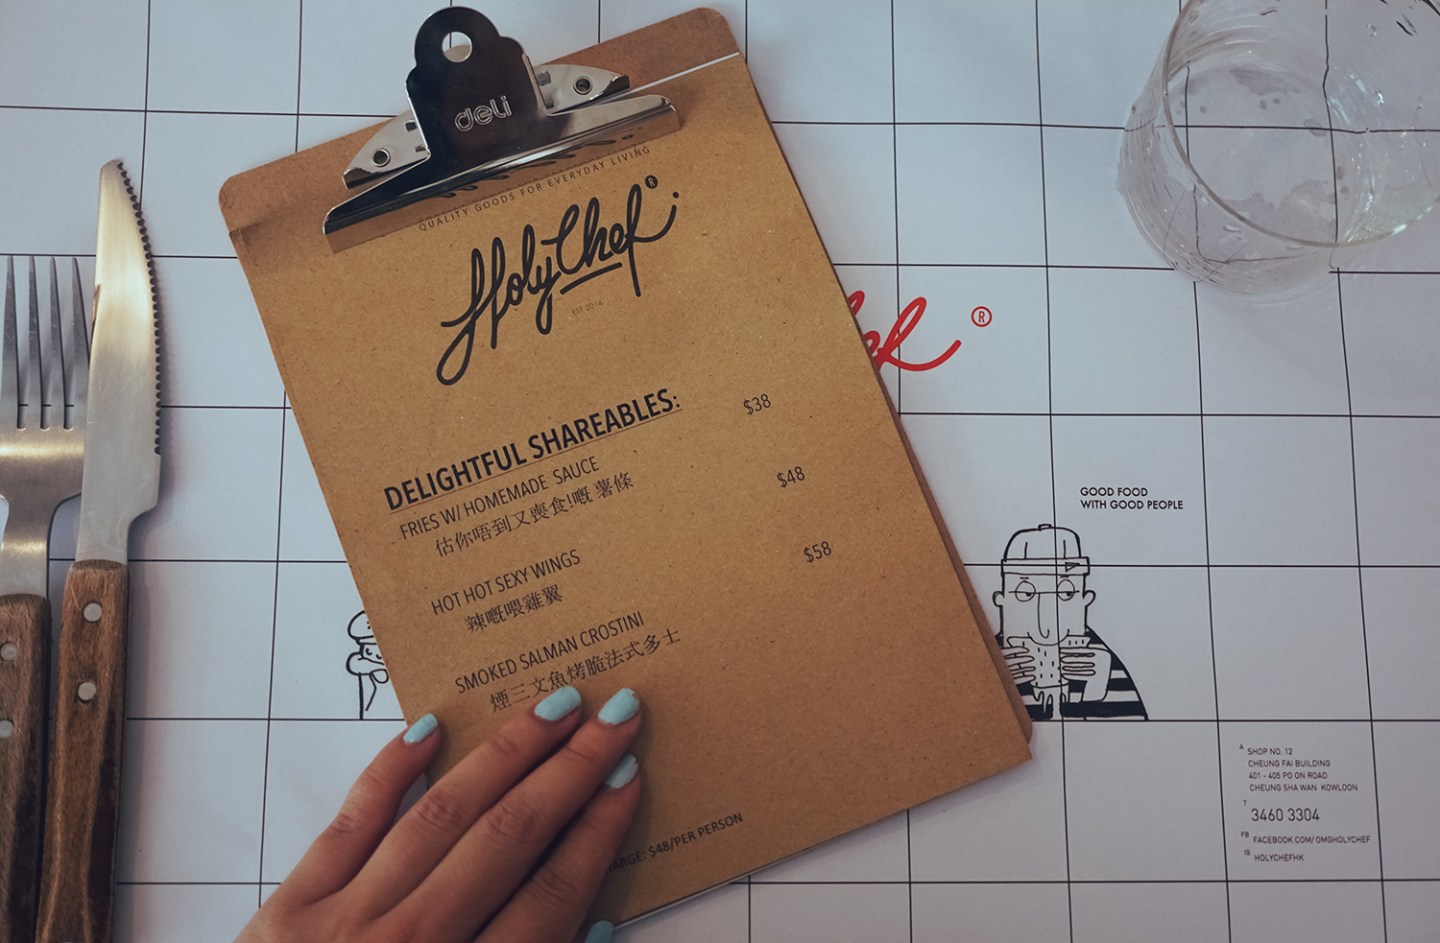 deli
QUALITY GOODS FOR EVERYDAY LIVING
HolyChef ®
EST 2014
DELIGHTFUL SHAREABLES:
FRIES W/ HOMEMADE SAUCE $38
估你唔到又喪食!嘅 薯條
HOT HOT SEXY WINGS $48
辣嘅喂雞翼
SMOKED SALMAN CROSTINI $58
煙三文魚烤脆法式多士
$48/PER PERSON
®
GOOD FOOD
WITH GOOD PEOPLE
A SHOP NO. 12
CHEUNG FAI BUILDING
401 - 405 PO ON ROAD
CHEUNG SHA WAN KOWLOON
T 3460 3304
FB FACEBOOK.COM/OMGHOLYCHEF
IG HOLYCHEFHK